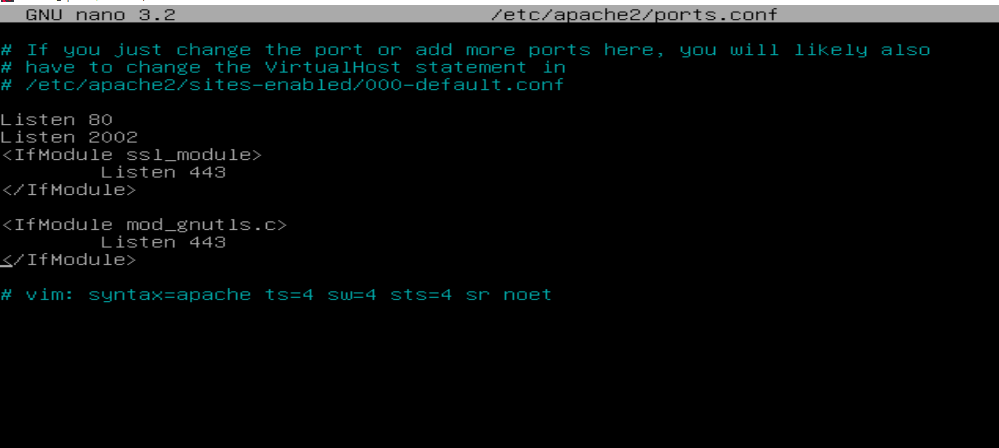 GNU nano 3.2 /etc/apache2/ports.conf
# If you just change the port or add more ports here, you will likely also
# have to change the VirtualHost statement in
# /etc/apache2/sites-enabled/000-default.conf
Listen 80
Listen 2002
<IfModule ssl_module>
        Listen 443
</IfModule>
<IfModule mod_gnutls.c>
        Listen 443
</IfModule>
# vim: syntax=apache ts=4 sw=4 sts=4 sr noet